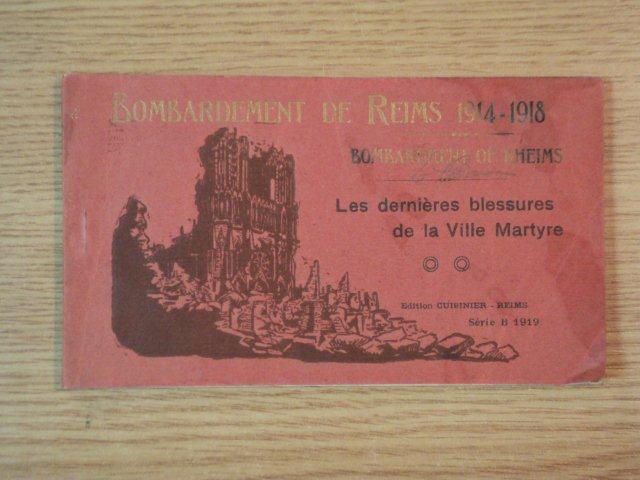 BOMBARDEMENT DE REIMS 1914-1918
BOMBARDMENT OF RHEIMS
Les dernières blessures
de la Ville Martyre
Edition CUISINIER - REIMS
Série B 1919